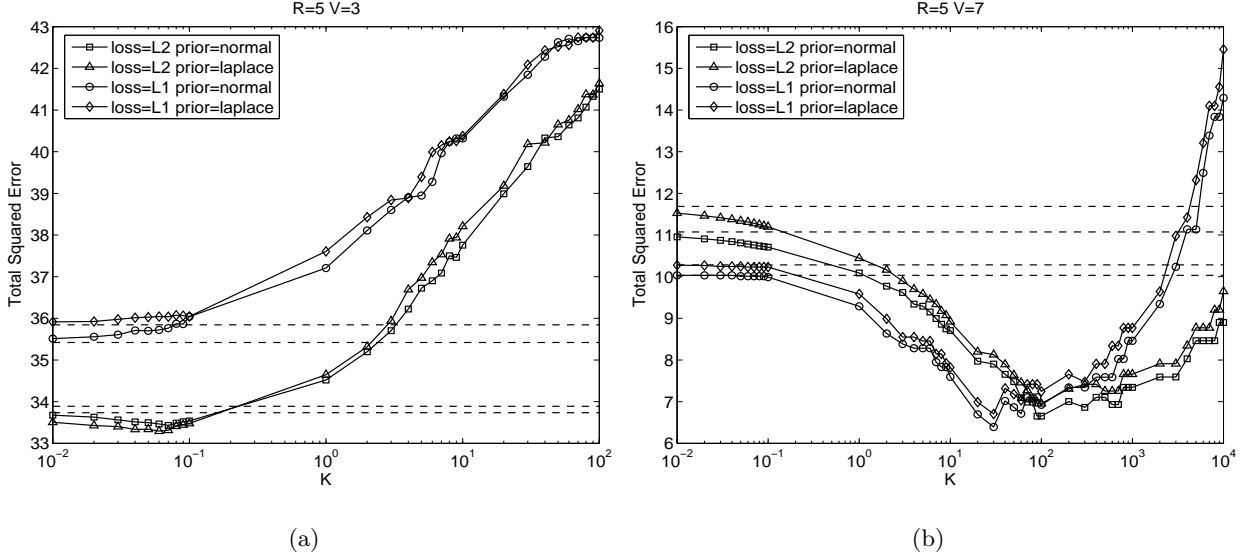 R=5 V=3
43
42
41
40
39
38
37
36
35
34
33
Total Squared Error
loss=L2 prior=normal
loss=L2 prior=laplace
loss=L1 prior=normal
loss=L1 prior=laplace
10^-2
10^-1
10^0
10^1
10^2
K
(a)
R=5 V=7
16
15
14
13
12
11
10
9
8
7
6
Total Squared Error
loss=L2 prior=normal
loss=L2 prior=laplace
loss=L1 prior=normal
loss=L1 prior=laplace
10^-2
10^-1
10^0
10^1
10^2
10^3
10^4
K
(b)